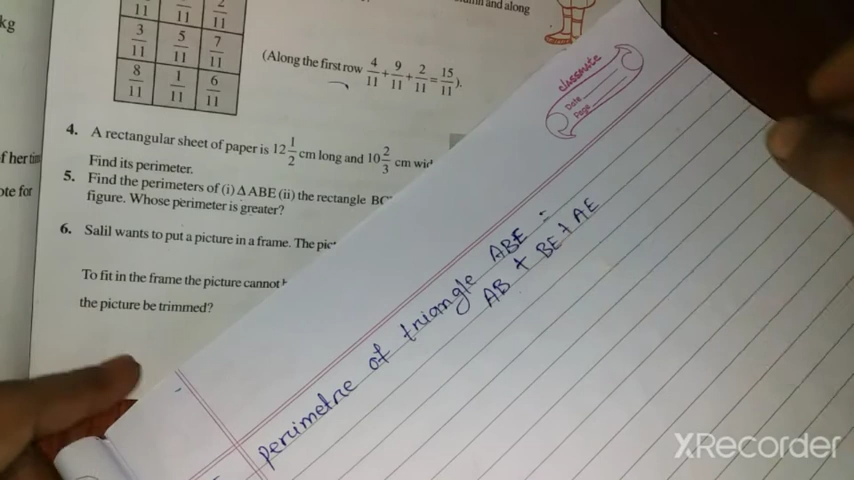 kg
of her tim
ote for
11 11 2/11
3/11 5/11 7/11
8/11 1/11 6/11
and along
(Along the first row 4/11 + 9/11 + 2/11 = 15/11).
4. A rectangular sheet of paper is 12 1/2 cm long and 10 2/3 cm wid
Find its perimeter.
5. Find the perimeters of (i) Δ ABE (ii) the rectangle BC
figure. Whose perimeter is greater?
6. Salil wants to put a picture in a frame. The pict
To fit in the frame the picture cannot
the picture be trimmed?
classmate
Date
Page
perimetre of triangle ABE =
AB + BE + AE
XRecorder